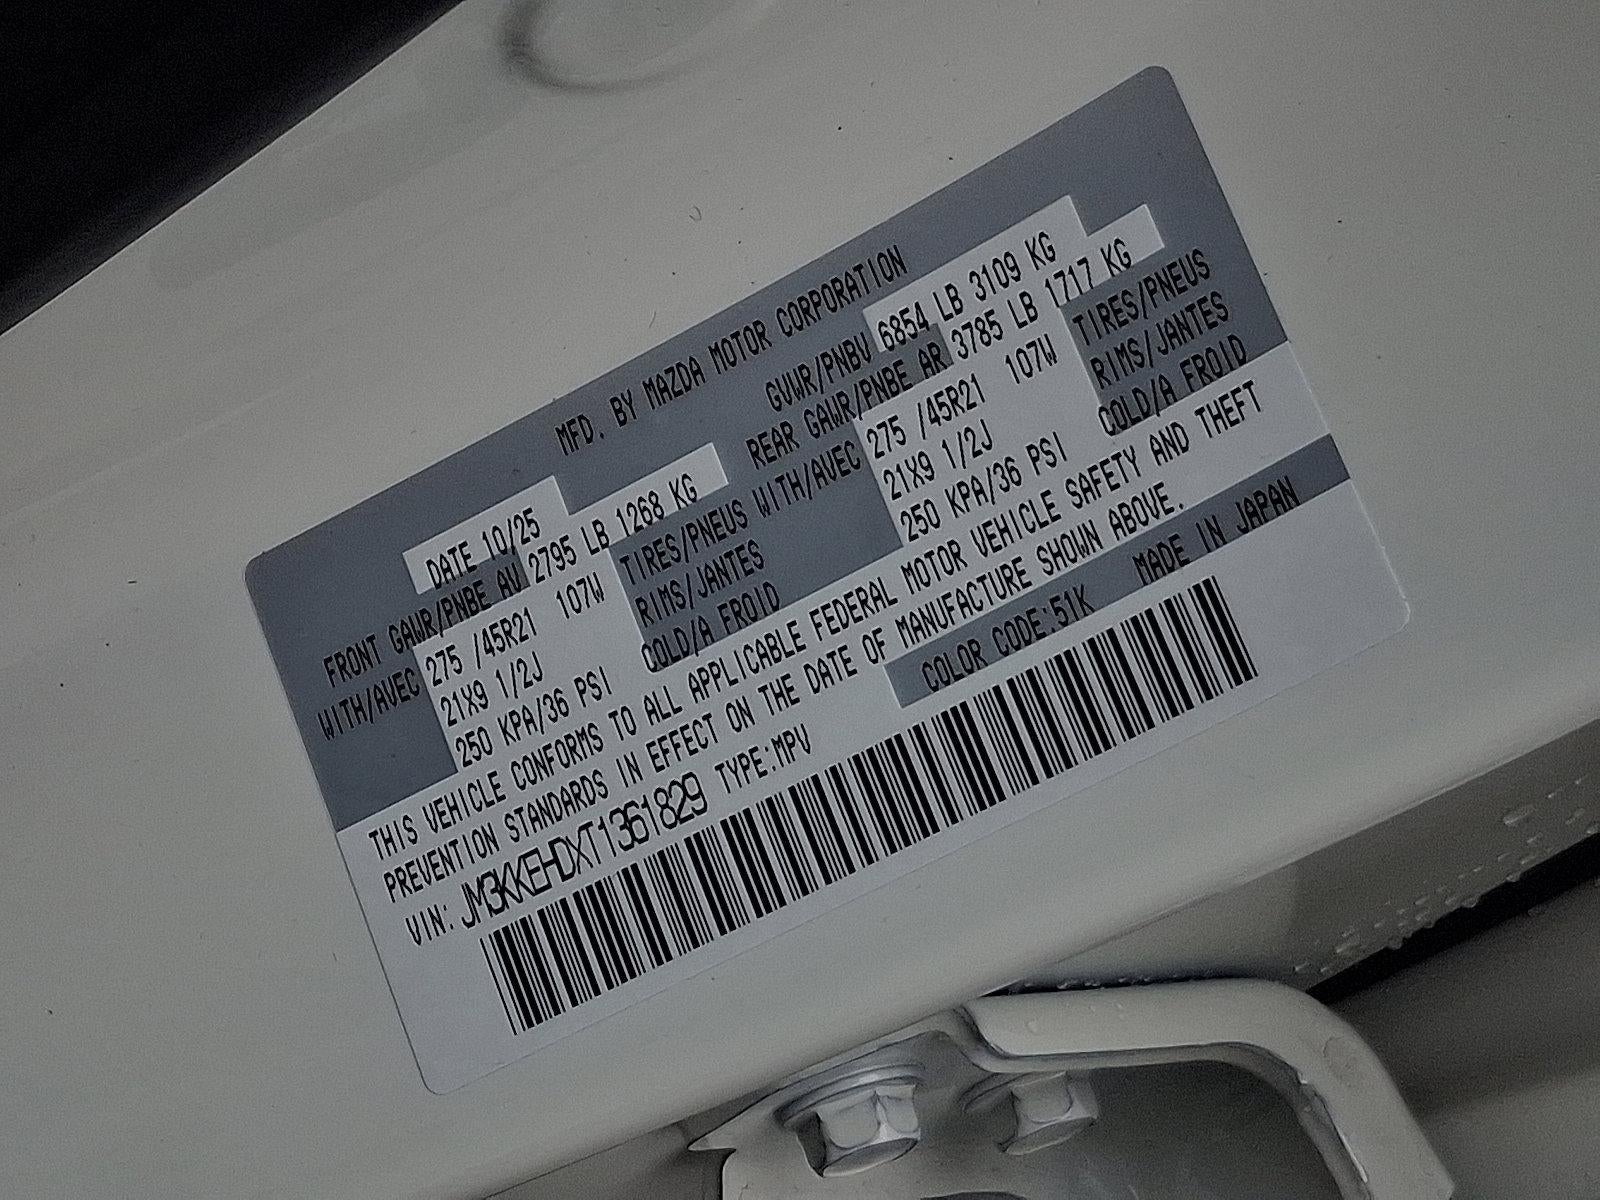 MFD. BY MAZDA MOTOR CORPORATION
DATE 10/25 GVWR/PNBV 6854 LB 3109 KG
FRONT GAWR/PNBE AV 2795 LB 1268 KG REAR GAWR/PNBE AR 3785 LB 1717 KG
WITH/AVEC 275 /45R21 107W TIRES/PNEUS WITH/AVEC 275 /45R21 107W TIRES/PNEUS
21X9 1/2J RIMS/JANTES 21X9 1/2J RIMS/JANTES
250 KPA/36 PSI COLD/A FROID 250 KPA/36 PSI COLD/A FROID
THIS VEHICLE CONFORMS TO ALL APPLICABLE FEDERAL MOTOR VEHICLE SAFETY AND THEFT
PREVENTION STANDARDS IN EFFECT ON THE DATE OF MANUFACTURE SHOWN ABOVE.
VIN: JM3KKEHDXT1361829 TYPE:MPV COLOR CODE:51K MADE IN JAPAN